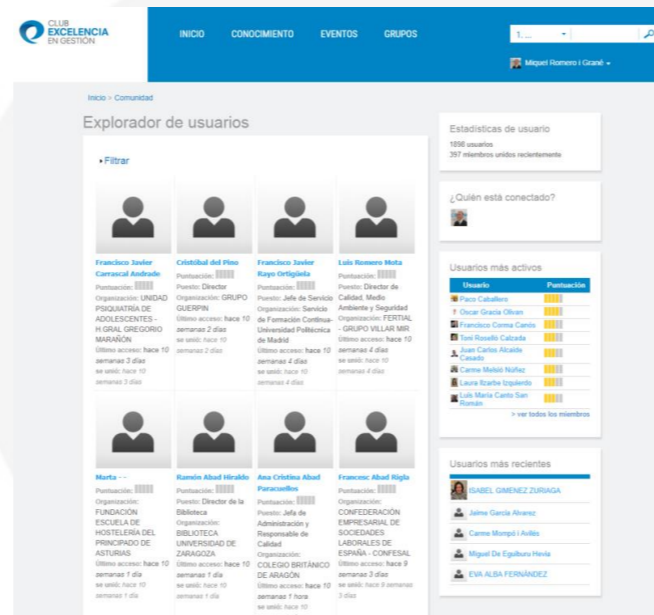 CLUB
EXCELENCIA
EN GESTIÓN
INICIO CONOCIMIENTO EVENTOS GRUPOS
1. ...
Miquel Romero i Grané
Inicio > Comunidad
Explorador de usuarios
Filtrar
Francisco Javier
Carrascal Andrade
Puntuación:
Organización: UNIDAD
PSIQUIATRÍA DE
ADOLESCENTES -
H.GRAL GREGORIO
MARAÑÓN
Último acceso: hace 10
semanas 3 días
se unió: hace 10
semanas 3 días
Cristóbal del Pino
Puntuación:
Puesto: Director
Organización: GRUPO
GUERPIN
Último acceso: hace 10
semanas 2 días
se unió: hace 10
semanas 2 días
Francisco Javier
Rayo Ortigüela
Puntuación:
Puesto: Jefe de Servicio
Organización: Servicio
de Formación Continua-
Universidad Politécnica
de Madrid
Último acceso: hace 10
semanas 4 días
se unió: hace 10
semanas 4 días
Luis Romero Mota
Puntuación:
Puesto: Director de
Calidad, Medio
Ambiente y Seguridad
Organización: FERTIAL
- GRUPO VILLAR MIR
Último acceso: hace 10
semanas 4 días
se unió: hace 10
semanas 4 días
Marta - -
Puntuación:
Organización:
FUNDACIÓN
ESCUELA DE
HOSTELERÍA DEL
PRINCIPADO DE
ASTURIAS
Último acceso: hace 10
semanas 1 día
se unió: hace 10
semanas 1 día
Ramón Abad Hiraldo
Puntuación:
Puesto: Director de la
Biblioteca
Organización:
BIBLIOTECA
UNIVERSIDAD DE
ZARAGOZA
Último acceso: hace 10
semanas 1 día
se unió: hace 10
semanas 1 día
Ana Cristina Abad
Paracuellos
Puntuación:
Puesto: Jefa de
Administración y
Responsable de
Calidad
Organización:
COLEGIO BRITÁNICO
DE ARAGÓN
Último acceso: hace 10
semanas 1 hora
se unió: hace 10
Francesc Abad Rigla
Puntuación:
Organización:
CONFEDERACIÓN
EMPRESARIAL DE
SOCIEDADES
LABORALES DE
ESPAÑA - CONFESAL
Último acceso: hace 9
semanas 3 días
se unió: hace 9 semanas
3 días
Estadísticas de usuario
1898 usuarios
397 miembros unidos recientemente
¿Quién está conectado?
Usuarios más activos
Usuario Puntuación
Paco Caballero
Oscar Gracia Olivan
Francisco Corma Canós
Toni Roselló Calzada
Juan Carlos Alcaide
Casado
Carme Melsió Núñez
Laura Itzarbe Izquierdo
Luis María Canto San
Román
> ver todos los miembros
Usuarios más recientes
ISABEL GIMENEZ ZURIAGA
Jaime García Alvarez
Carme Mompó i Avilés
Miguel De Eguilburu Hevia
EVA ALBA FERNÁNDEZ